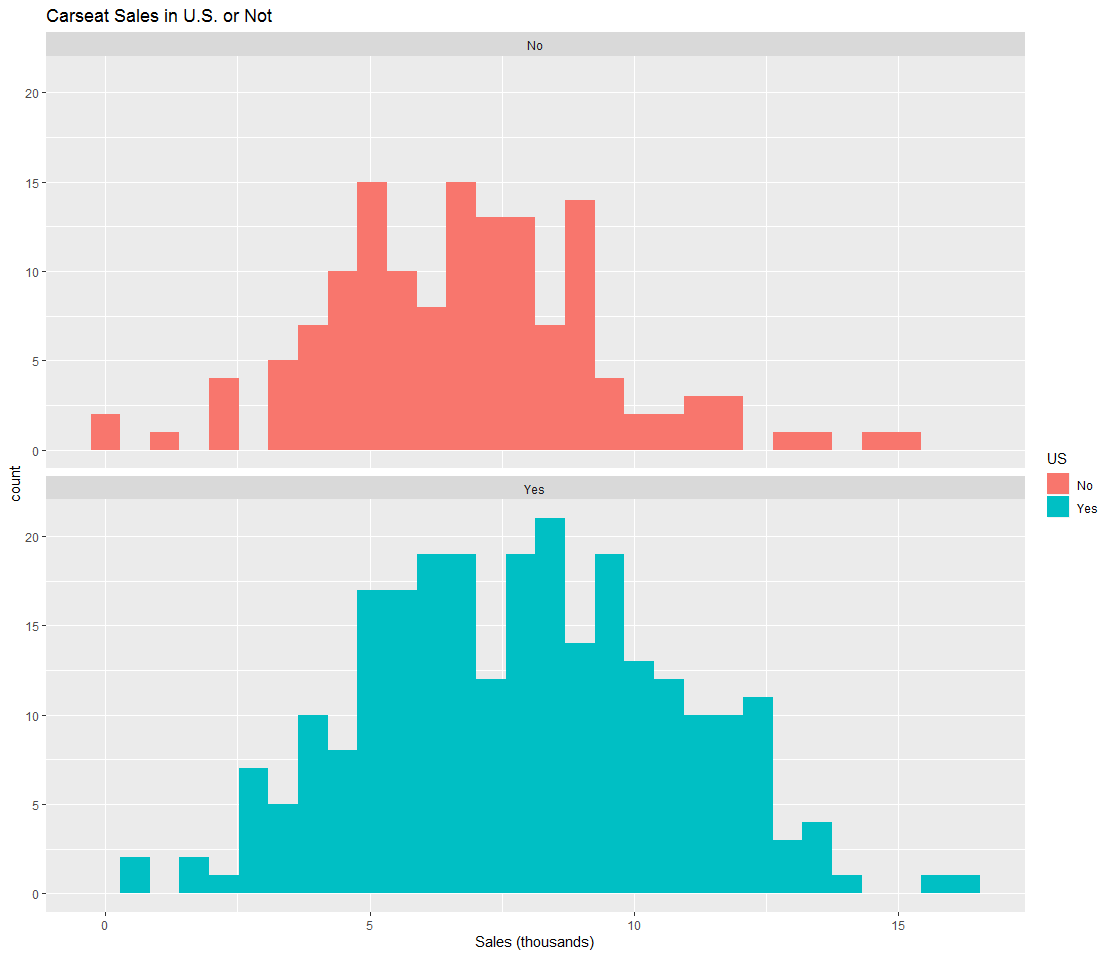 Carseat Sales in U.S. or Not
No
20
15
10
5
0
count
Yes
20
15
10
5
0
0 5 10 15
Sales (thousands)
US
No
Yes